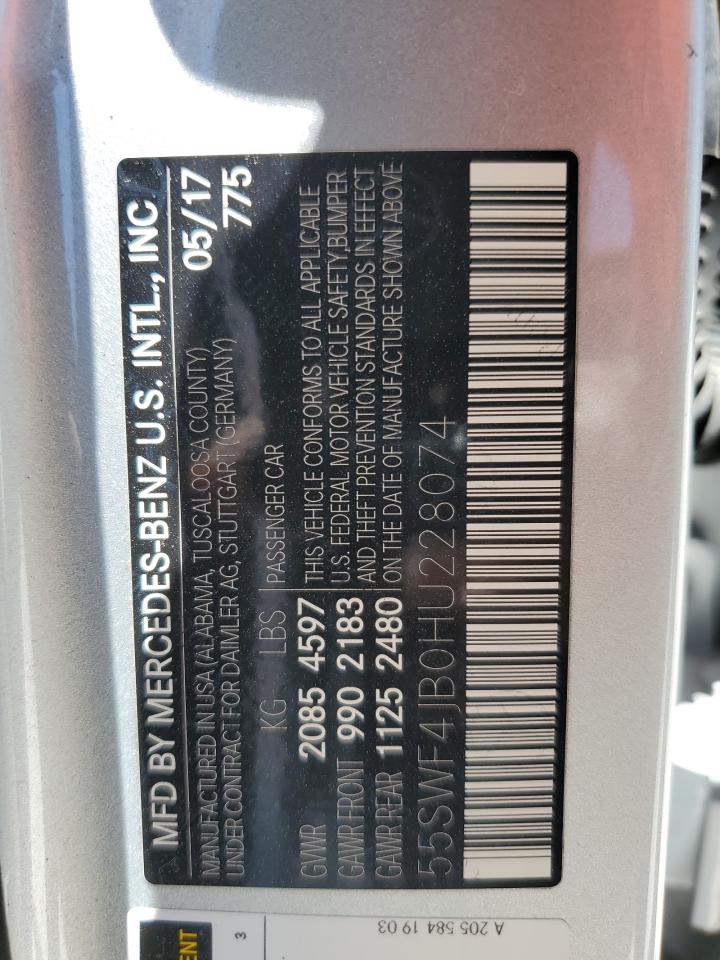 MFD BY MERCEDES-BENZ U.S. INTL., INC
MANUFACTURED IN USA (ALABAMA, TUSCALOOSA COUNTY) 05/17
UNDER CONTRACT FOR DAIMLER AG, STUTTGART (GERMANY) 775
KG LBS PASSENGER CAR
GVWR 2085 4597 THIS VEHICLE CONFORMS TO ALL APPLICABLE
GAWR FRONT 990 2183 U.S. FEDERAL MOTOR VEHICLE SAFETY, BUMPER
GAWR REAR 1125 2480 AND THEFT PREVENTION STANDARDS IN EFFECT
ON THE DATE OF MANUFACTURE SHOWN ABOVE
55SWF4JB0HU228074
3
A 205 584 19 03